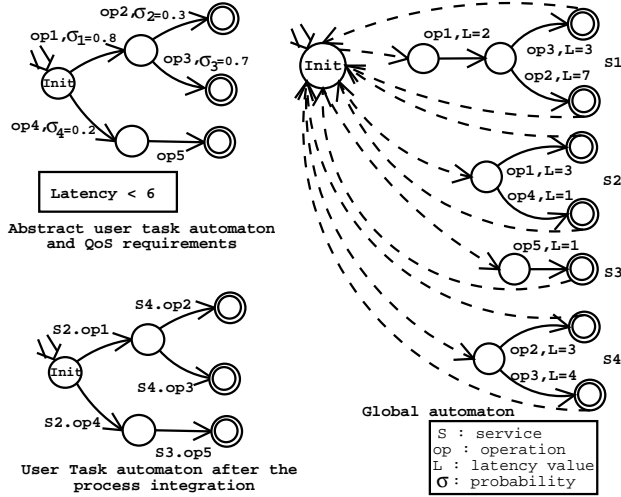 op1,σ1=0.8
op2,σ2=0.3
op3,σ3=0.7
Init
op4,σ4=0.2
op5
Latency < 6
Abstract user task automaton
and QoS requirements
Init
op1,L=2
op3,L=3
op2,L=7
S1
op1,L=3
op4,L=1
S2
op5,L=1
S3
op2,L=3
op3,L=4
S4
Global automaton
S : service
op : operation
L : latency value
σ : probability
S2.op1
S4.op2
S4.op3
Init
S2.op4
S3.op5
User Task automaton after the
process integration